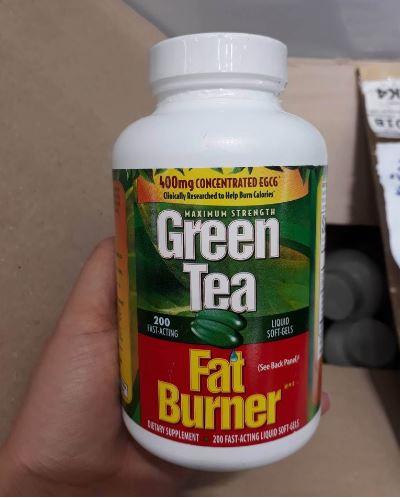 400mg CONCENTRATED EGCG
Clinically Researched to Help Burn Calories
MAXIMUM STRENGTH
Green
Tea
200
FAST-ACTING
LIQUID
SOFT-GELS
Fat
Burner
(See Back Panel)
DIETARY SUPPLEMENT • 200 FAST-ACTING LIQUID SOFT-GELS
K4